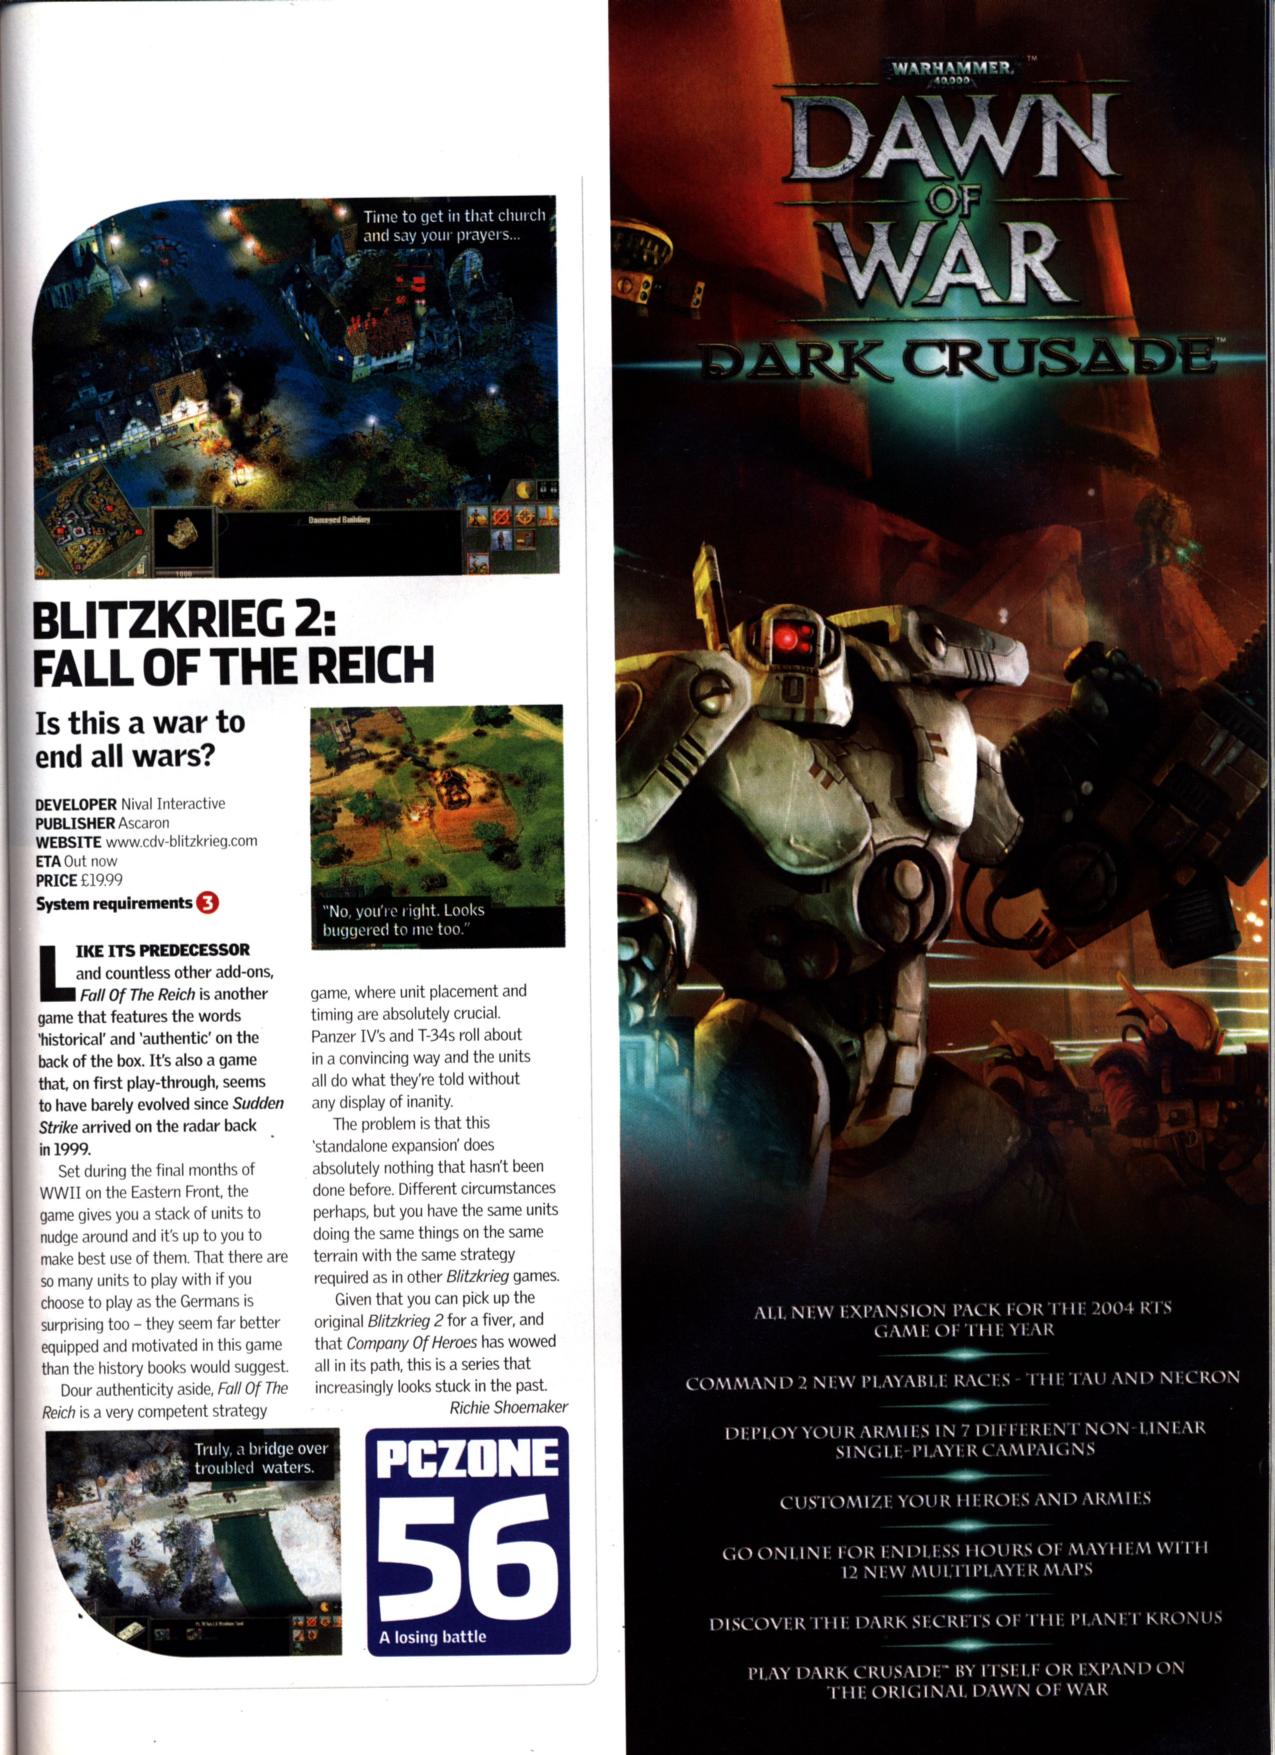 Time to get in that church
and say your prayers...
Damaged Building
1000
BLITZKRIEG 2:
FALL OF THE REICH
Is this a war to
end all wars?
DEVELOPER Nival Interactive
PUBLISHER Ascaron
WEBSITE www.cdv-blitzkrieg.com
ETA Out now
PRICE £19.99
System requirements 3
LIKE ITS PREDECESSOR
and countless other add-ons,
Fall Of The Reich is another
game that features the words
'historical' and 'authentic' on the
back of the box. It's also a game
that, on first play-through, seems
to have barely evolved since Sudden
Strike arrived on the radar back
in 1999.
Set during the final months of
WWII on the Eastern Front, the
game gives you a stack of units to
nudge around and it's up to you to
make best use of them. That there are
so many units to play with if you
choose to play as the Germans is
surprising too – they seem far better
equipped and motivated in this game
than the history books would suggest.
Dour authenticity aside, Fall Of The
Reich is a very competent strategy
"No, you're right. Looks
buggered to me too."
game, where unit placement and
timing are absolutely crucial.
Panzer IV's and T-34s roll about
in a convincing way and the units
all do what they're told without
any display of inanity.
The problem is that this
'standalone expansion' does
absolutely nothing that hasn't been
done before. Different circumstances
perhaps, but you have the same units
doing the same things on the same
terrain with the same strategy
required as in other Blitzkrieg games.
Given that you can pick up the
original Blitzkrieg 2 for a fiver, and
that Company Of Heroes has wowed
all in its path, this is a series that
increasingly looks stuck in the past.
Richie Shoemaker
Truly, a bridge over
troubled waters.
PCZONE
56
A losing battle
WARHAMMER
40,000
DAWN
OF
WAR
DARK CRUSADE™
ALL NEW EXPANSION PACK FOR THE 2004 RTS
GAME OF THE YEAR
COMMAND 2 NEW PLAYABLE RACES - THE TAU AND NECRON
DEPLOY YOUR ARMIES IN 7 DIFFERENT NON-LINEAR
SINGLE-PLAYER CAMPAIGNS
CUSTOMIZE YOUR HEROES AND ARMIES
GO ONLINE FOR ENDLESS HOURS OF MAYHEM WITH
12 NEW MULTIPLAYER MAPS
DISCOVER THE DARK SECRETS OF THE PLANET KRONUS
PLAY DARK CRUSADE™ BY ITSELF OR EXPAND ON
THE ORIGINAL DAWN OF WAR